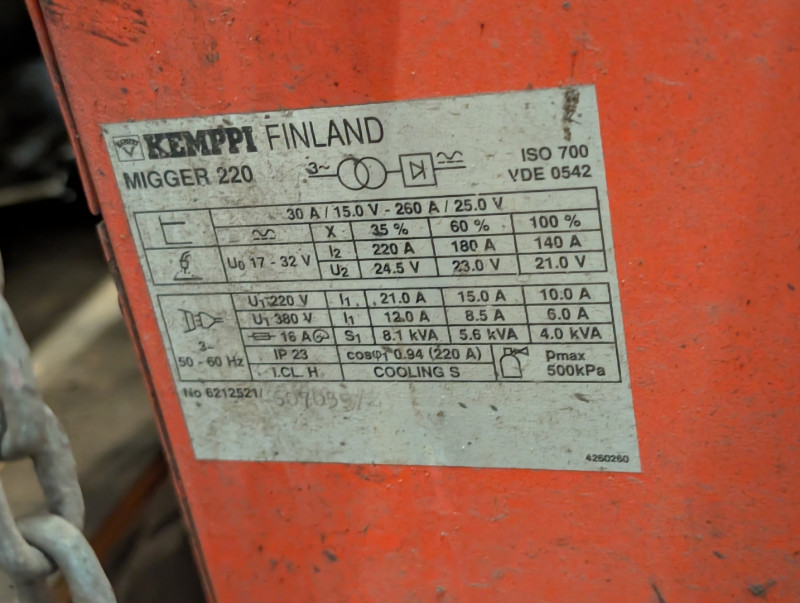 KEMPPI FINLAND
MIGGER 220
3~
ISO 700
VDE 0542
30 A / 15.0 V - 260 A / 25.0 V
X 35 % 60 % 100 %
U0 17 - 32 V
I2 220 A 180 A 140 A
U2 24.5 V 23.0 V 21.0 V
U1 220 V I1 21.0 A 15.0 A 10.0 A
U1 380 V I1 12.0 A 8.5 A 6.0 A
16 A S1 8.1 kVA 5.6 kVA 4.0 kVA
3~
50 - 60 Hz
IP 23 cosφ1 0.94 (220 A) Pmax
I.CL. H COOLING S 500kPa
No 6212521/
4260260